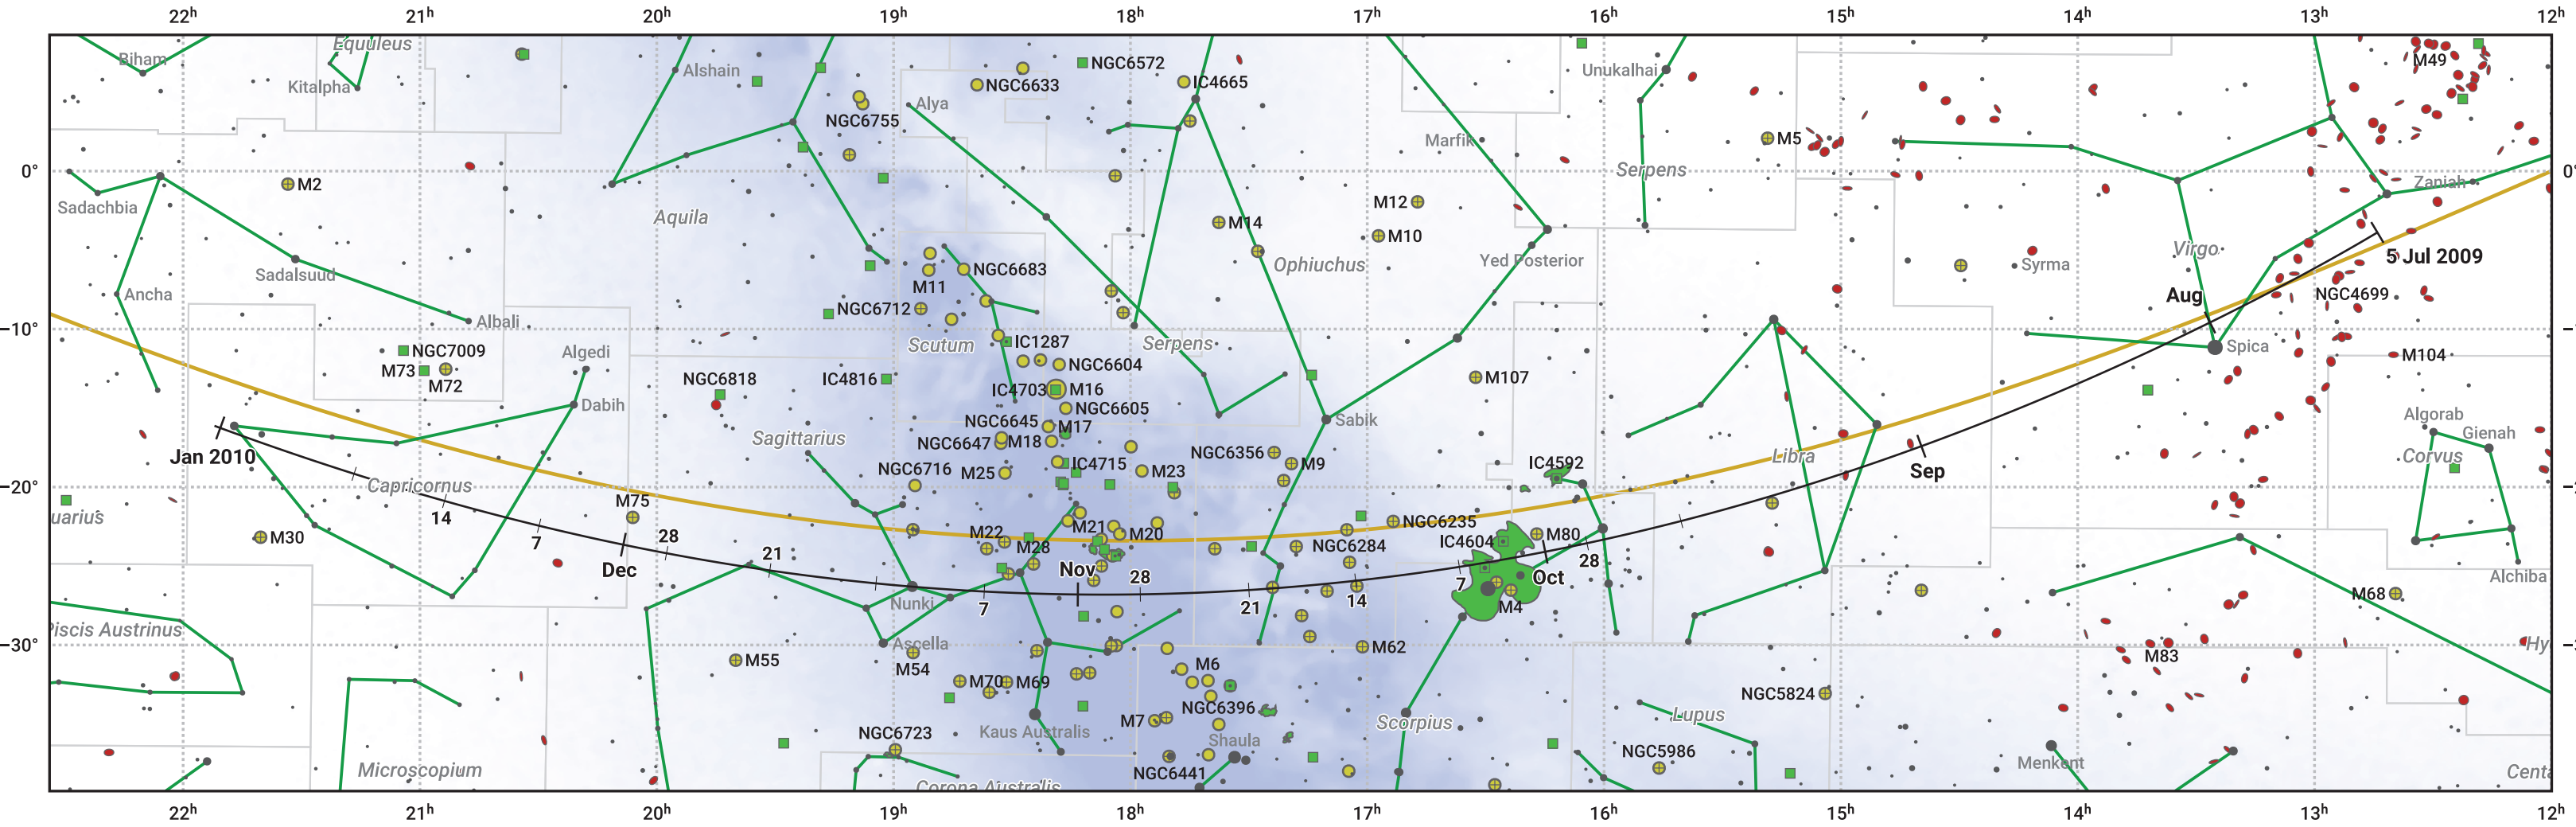 22h 21h 20h 19h 18h 17h 16h 15h 14h 13h 12h
Biham
Equuleus
Kitalpha
Alshain
NGC6633
NGC6572
IC4665
Unukalhai
M49
Alya
NGC6755
Marfik
M5
Serpens
0°
0°
M2
Sadachbia
Aquila
Zaniah
M12
M14
M10
Ophiuchus
Yed Posterior
Syrma
Virgo
5 Jul 2009
Sadalsuud
NGC6683
M11
Ancha
NGC6712
Aug
NGC4699
Albali
−10°
Scutum
IC1287
Serpens
Spica
NGC7009
M73
M72
Algedi
NGC6604
M104
NGC6818
IC4816
IC4703
M16
M107
Dabih
NGC6605
Algorab
NGC6645
M17
Sabik
Gienah
Jan 2010
Sagittarius
NGC6647
M18
NGC6356
M9
Libra
Sep
Corvus
NGC6716
M25
IC4715
M23
IC4592
Capricornus
−20°
14
M75
uarius
NGC6235
M30
7
28
M22
M21
M20
IC4604
M80
M28
NGC6284
21
28
Dec
Nov
28
7
Oct
Alchiba
Nunki
7
21
14
M4
M68
Piscis Austrinus
−30°
Ascella
M62
Hy
M55
M54
M6
M83
M70
M69
NGC5824
NGC6396
M7
Scorpius
Lupus
NGC6723
Kaus Australis
Shaula
NGC5986
Menkent
Microscopium
NGC6441
Centa
Corona Australis
22h 21h 20h 19h 18h 17h 16h 15h 14h 13h 12h